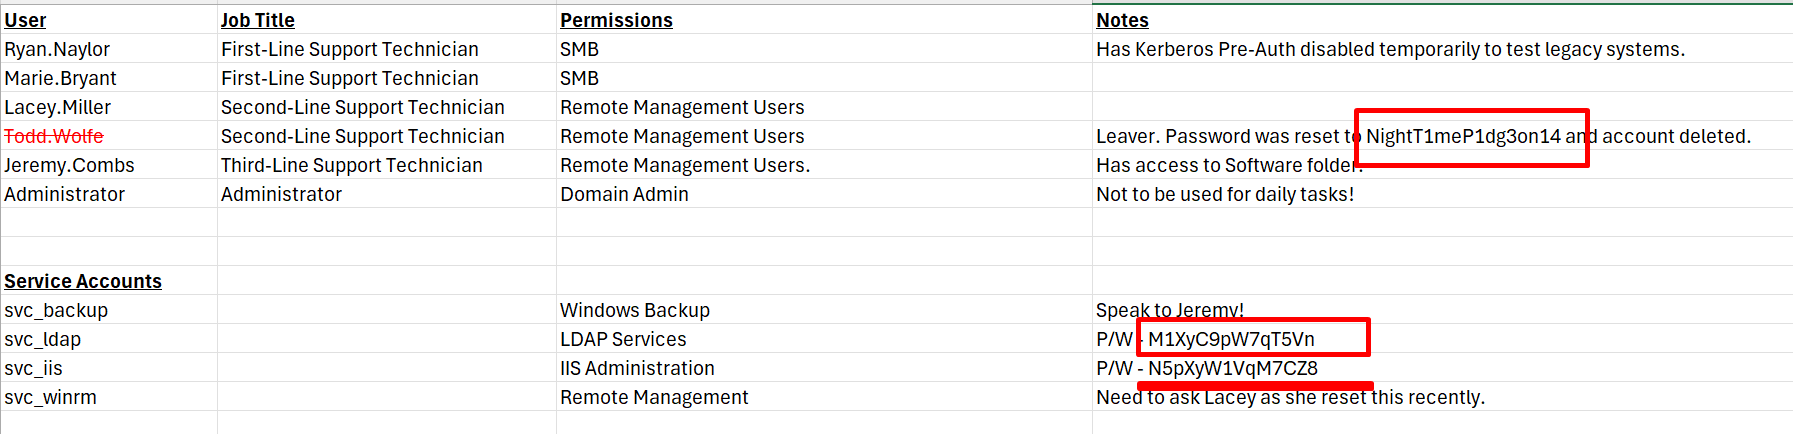 User Job Title Permissions Notes
Ryan.Naylor First-Line Support Technician SMB Has Kerberos Pre-Auth disabled temporarily to test legacy systems.
Marie.Bryant First-Line Support Technician SMB
Lacey.Miller Second-Line Support Technician Remote Management Users
Todd.Wolfe Second-Line Support Technician Remote Management Users Leaver. Password was reset to NightT1meP1dg3on14 and account deleted.
Jeremy.Combs Third-Line Support Technician Remote Management Users. Has access to Software folder.
Administrator Administrator Domain Admin Not to be used for daily tasks!
Service Accounts
svc_backup Windows Backup Speak to Jeremy!
svc_ldap LDAP Services P/W - M1XyC9pW7qT5Vn
svc_iis IIS Administration P/W - N5pXyW1VqM7CZ8
svc_winrm Remote Management Need to ask Lacey as she reset this recently.